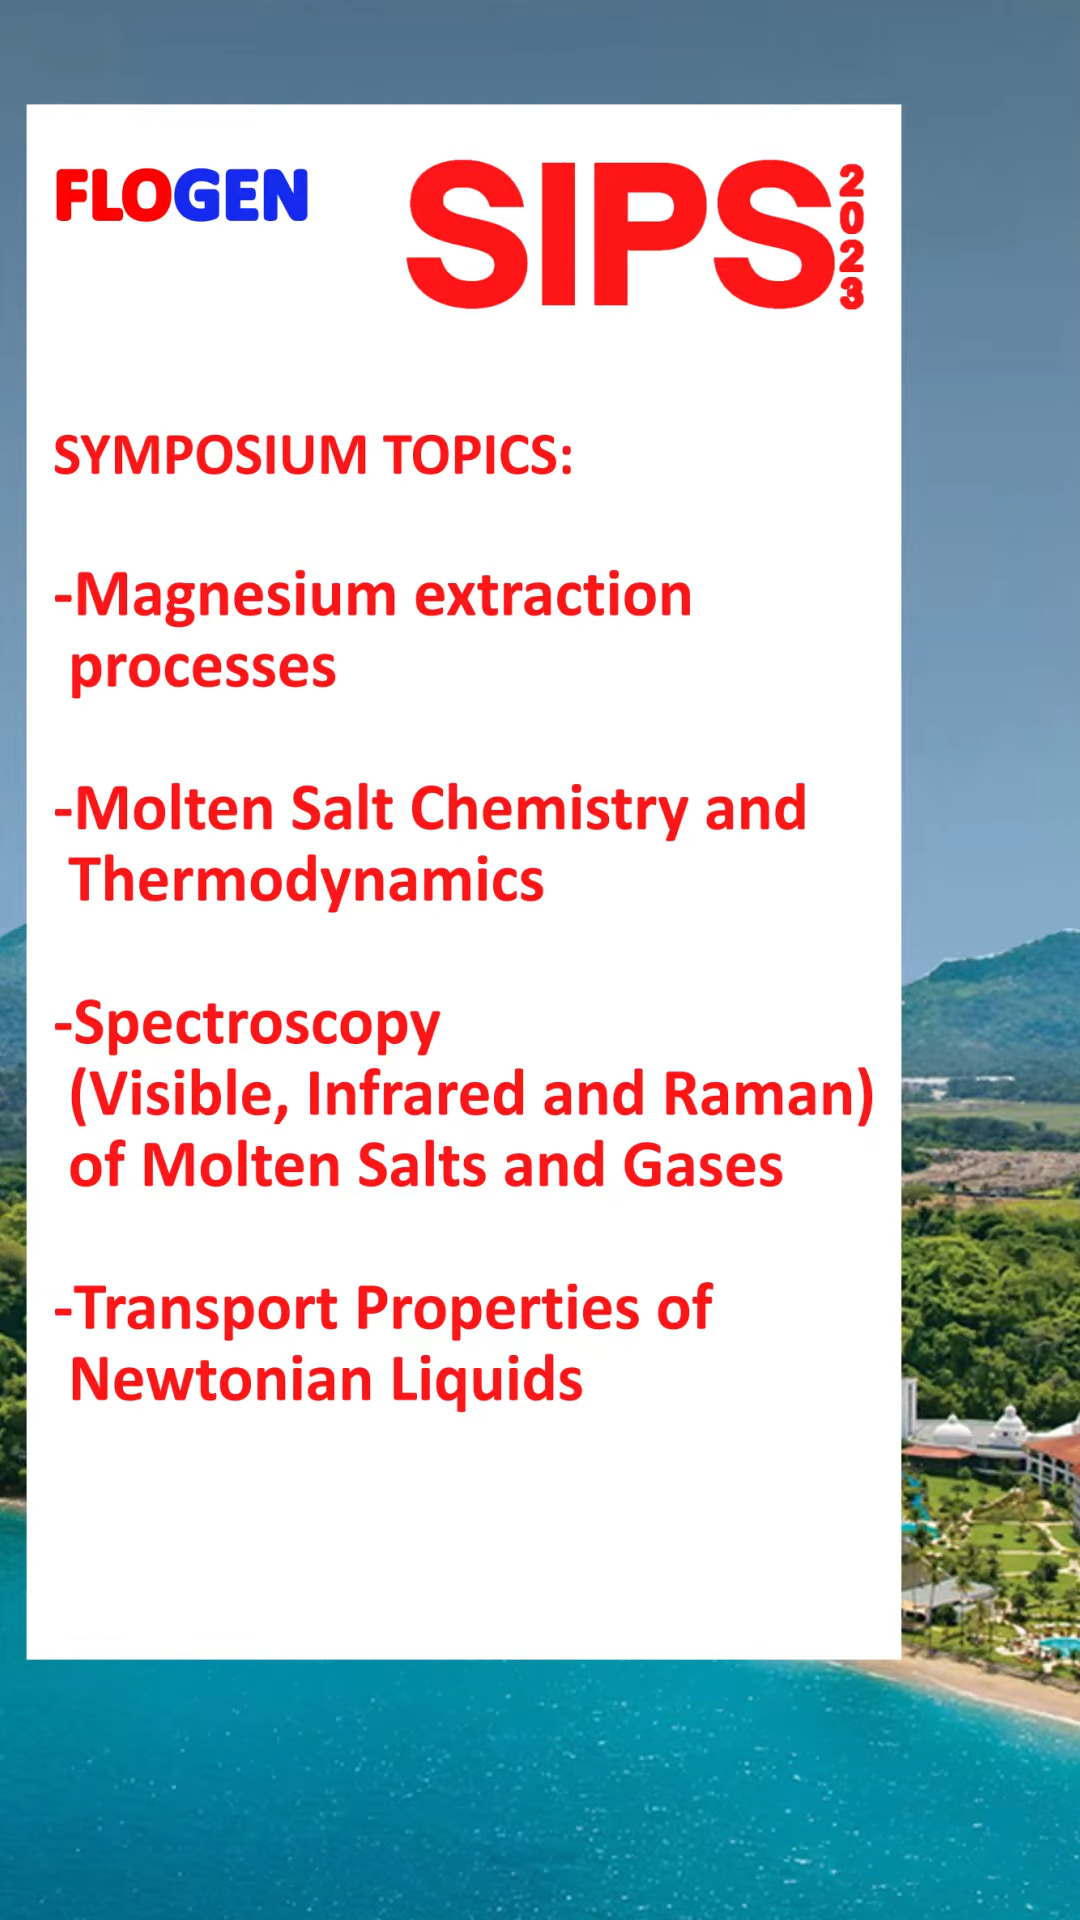 FLOGEN
SIPS
2023
SYMPOSIUM TOPICS:
-Magnesium extraction
processes
-Molten Salt Chemistry and
Thermodynamics
-Spectroscopy
(Visible, Infrared and Raman)
of Molten Salts and Gases
-Transport Properties of
Newtonian Liquids